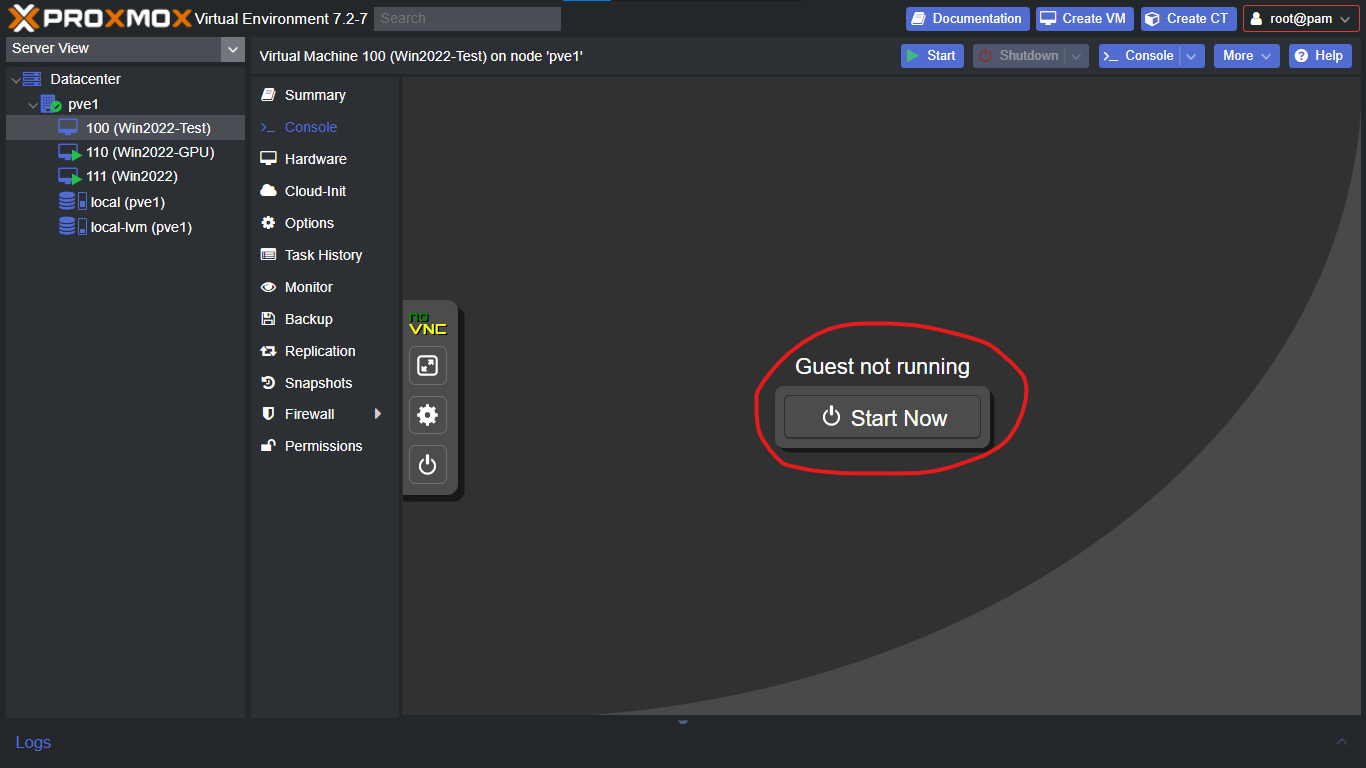 PROXMOX Virtual Environment 7.2-7 Search Documentation Create VM Create CT root@pam
Server View
Virtual Machine 100 (Win2022-Test) on node 'pve1' Start Shutdown Console More Help
Datacenter
pve1
100 (Win2022-Test)
110 (Win2022-GPU)
111 (Win2022)
local (pve1)
local-lvm (pve1)
Summary
Console
Hardware
Cloud-Init
Options
Task History
Monitor
Backup
Replication
Snapshots
Firewall
Permissions
no
VNC
Guest not running
Start Now
Logs